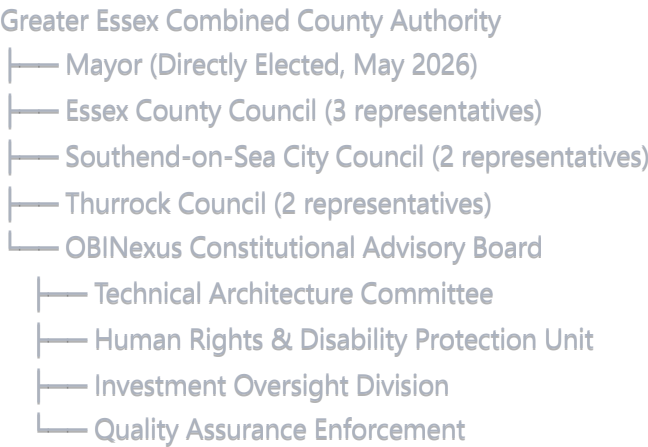 Greater Essex Combined County Authority
├── Mayor (Directly Elected, May 2026)
├── Essex County Council (3 representatives)
├── Southend-on-Sea City Council (2 representatives)
├── Thurrock Council (2 representatives)
└── OBINexus Constitutional Advisory Board
    ├── Technical Architecture Committee
    ├── Human Rights & Disability Protection Unit
    ├── Investment Oversight Division
    └── Quality Assurance Enforcement